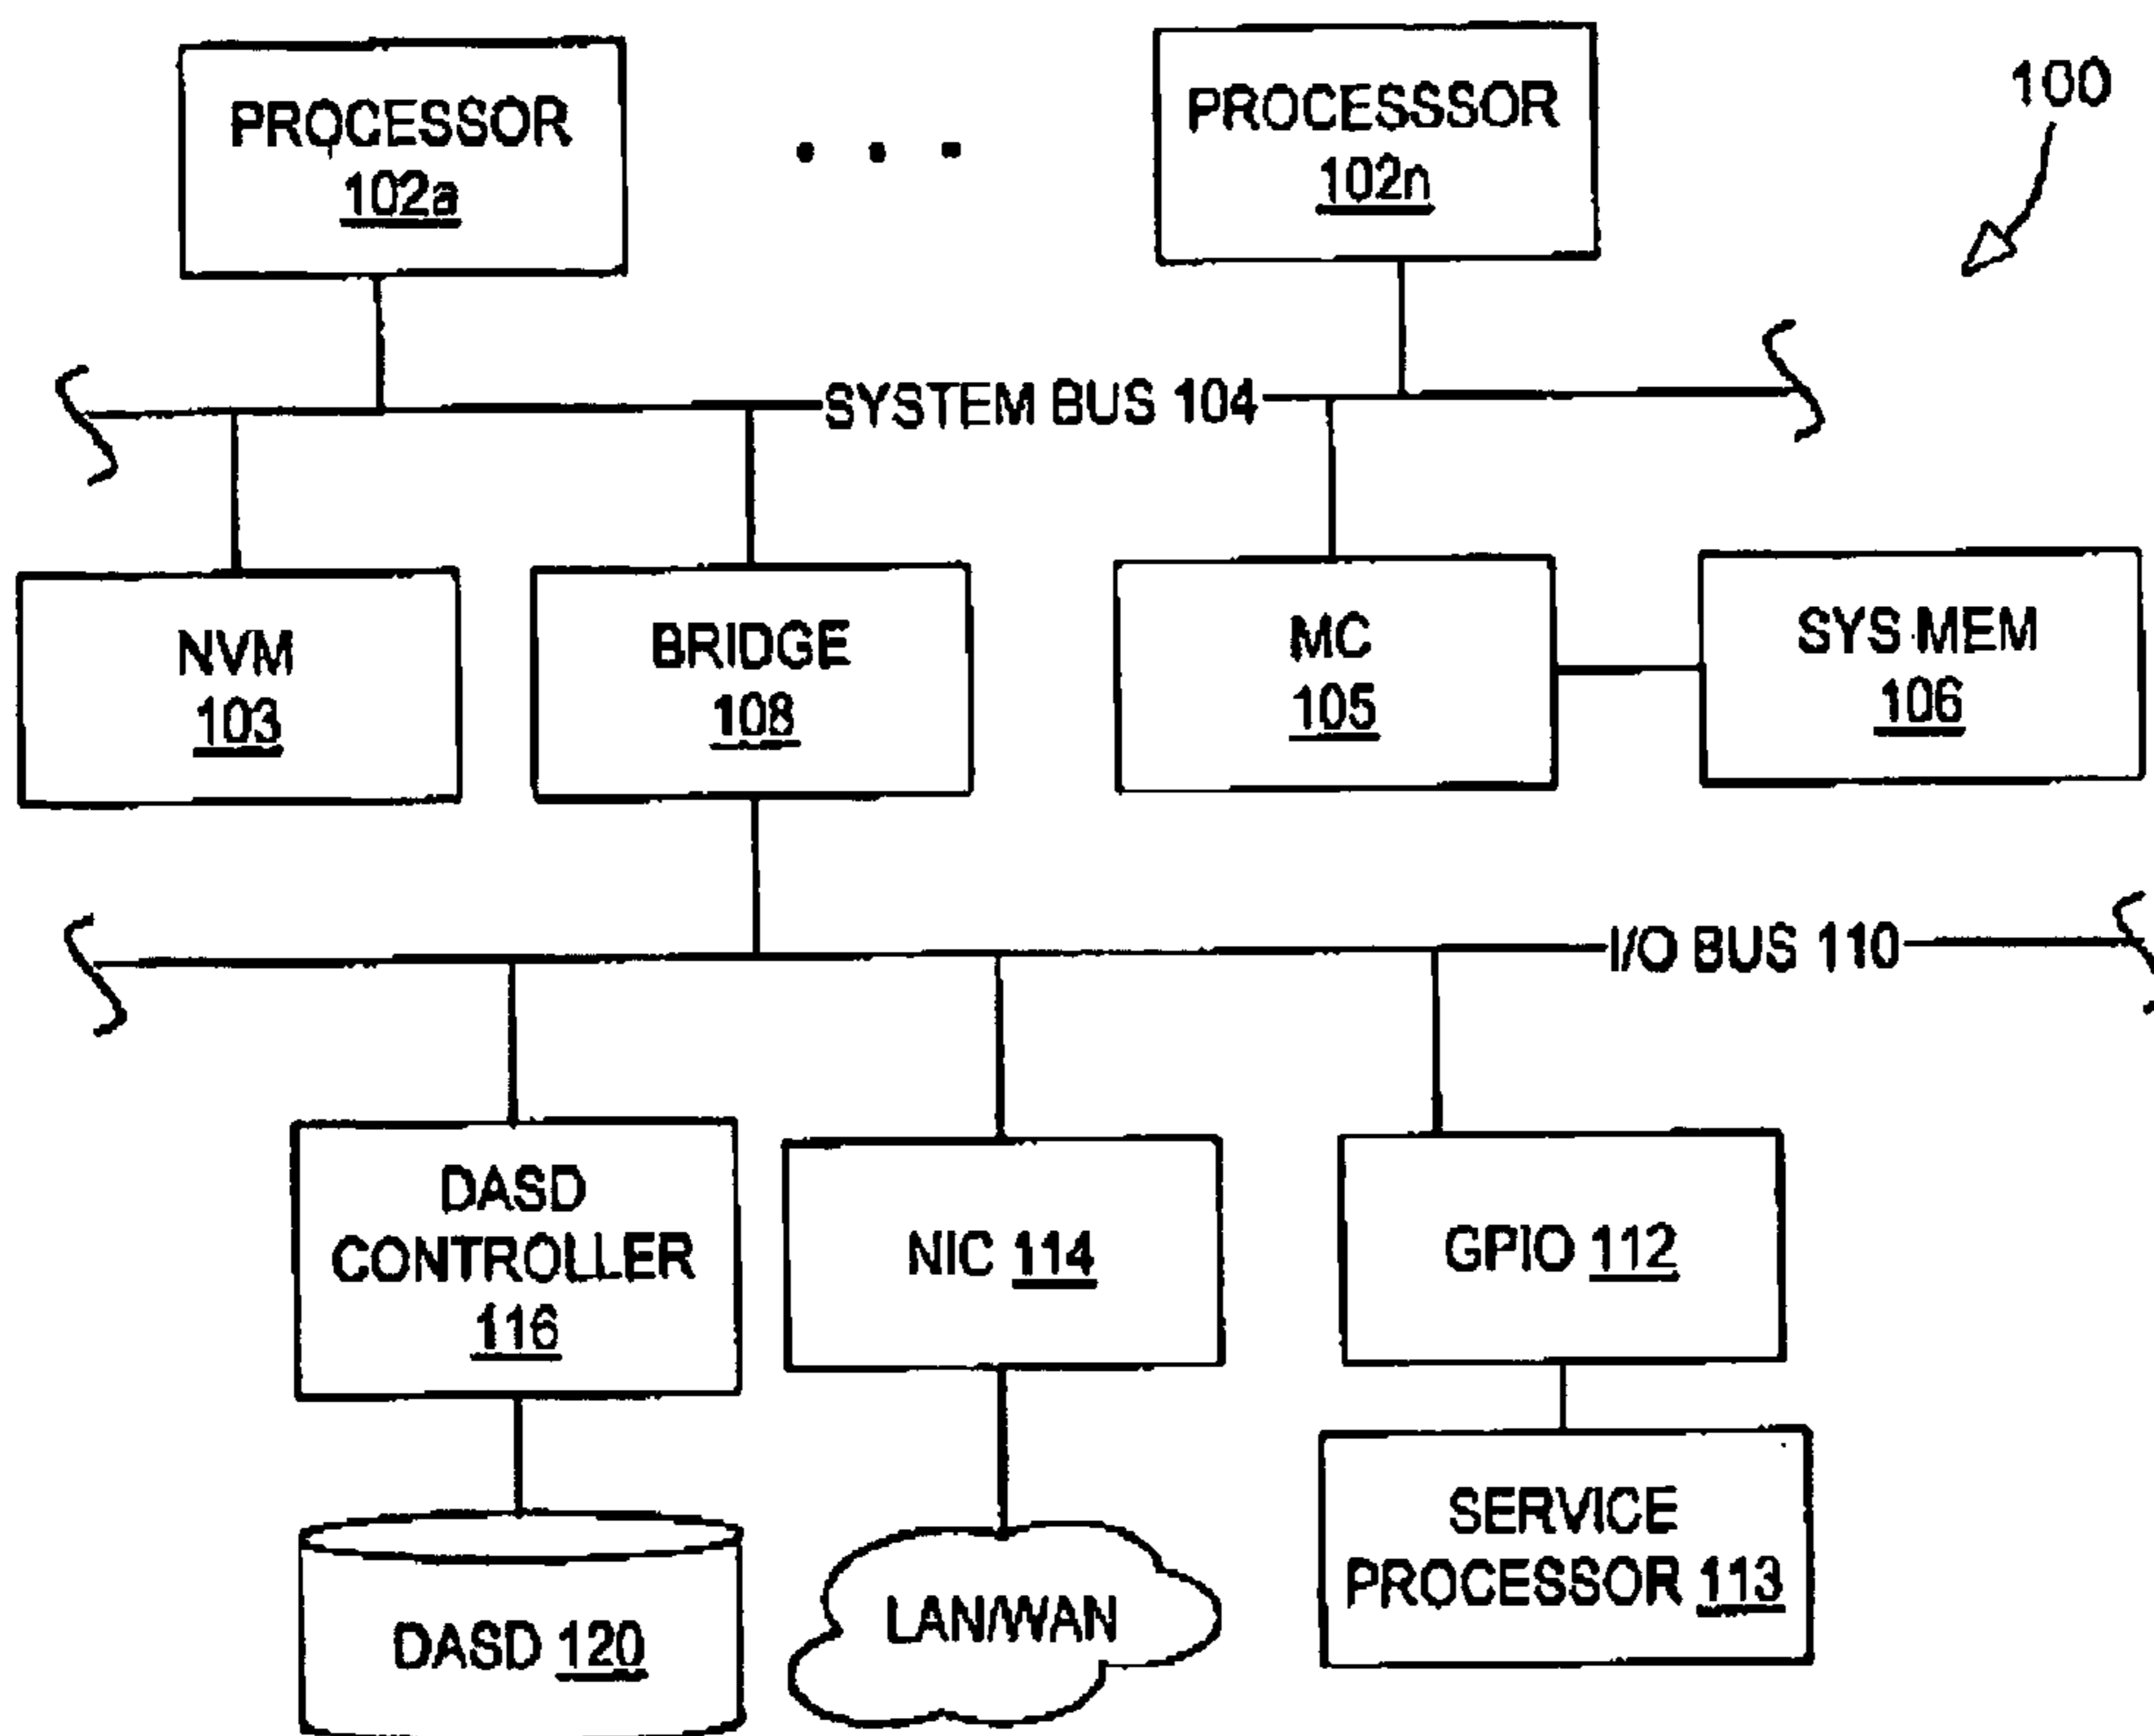 PROCESSOR
102a
. . .
PROCESSSOR
102n
100
SYSTEM BUS 104
NVM
103
BRIDGE
108
MC
105
SYS MEM
106
I/O BUS 110
DASD
CONTROLLER
116
NIC 114
GPIO 112
DASD 120
LAN/WAN
SERVICE
PROCESSOR 113